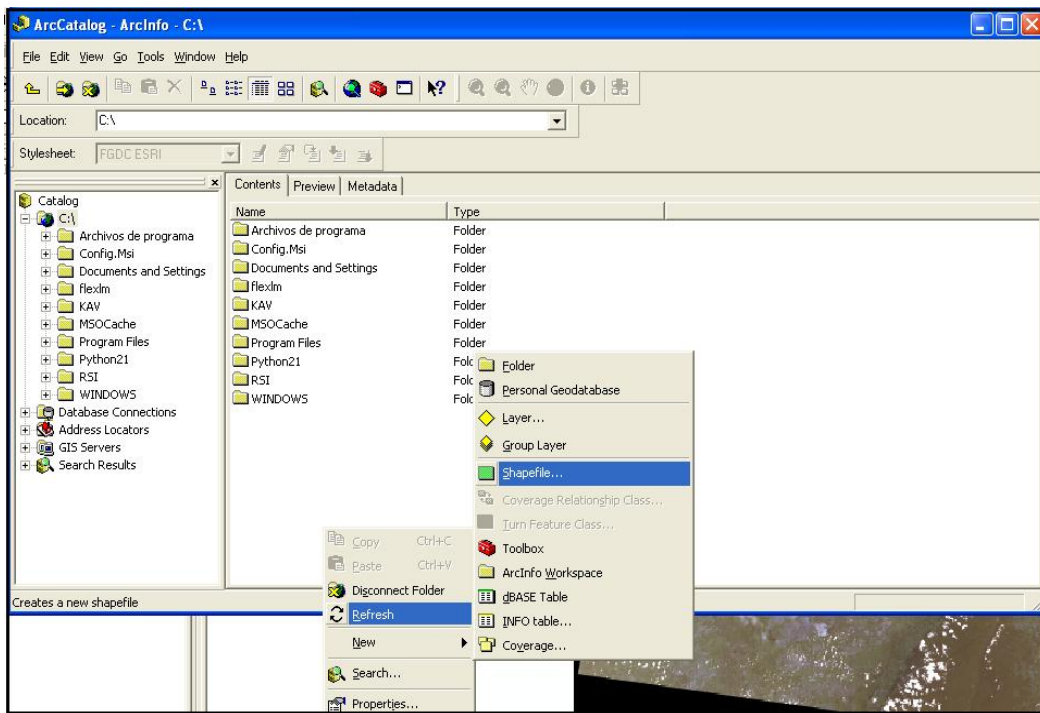 ArcCatalog - ArcInfo - C:\
File Edit View Go Tools Window Help
Location: C:\
Stylesheet: FGDC ESRI
Contents Preview Metadata
Catalog
C:\
Archivos de programa
Config.Msi
Documents and Settings
flexlm
KAV
MSOCache
Program Files
Python21
RSI
WINDOWS
Database Connections
Address Locators
GIS Servers
Search Results
Name Type
Archivos de programa Folder
Config.Msi Folder
Documents and Settings Folder
flexlm Folder
KAV Folder
MSOCache Folder
Program Files Folder
Python21
RSI
WINDOWS
Folder
Personal Geodatabase
Layer...
Group Layer
Shapefile...
Coverage Relationship Class...
Turn Feature Class...
Toolbox
ArcInfo Workspace
dBASE Table
INFO table...
Coverage...
Copy Ctrl+C
Paste Ctrl+V
Disconnect Folder
Refresh
New
Search...
Properties...
Creates a new shapefile